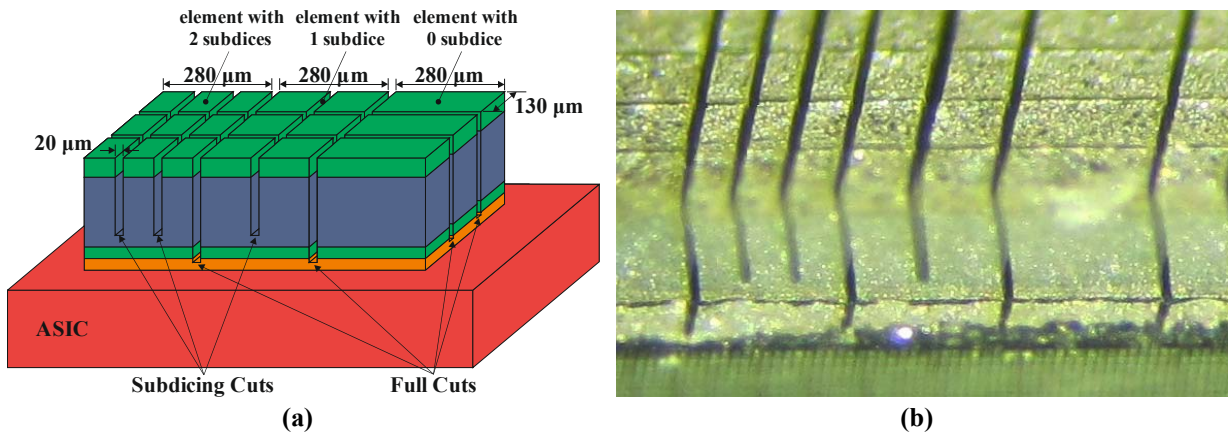 element with
2 subdices
element with
1 subdice
element with
0 subdice
280 μm
280 μm
280 μm
130 μm
20 μm
ASIC
Subdicing Cuts
Full Cuts
(a)
(b)